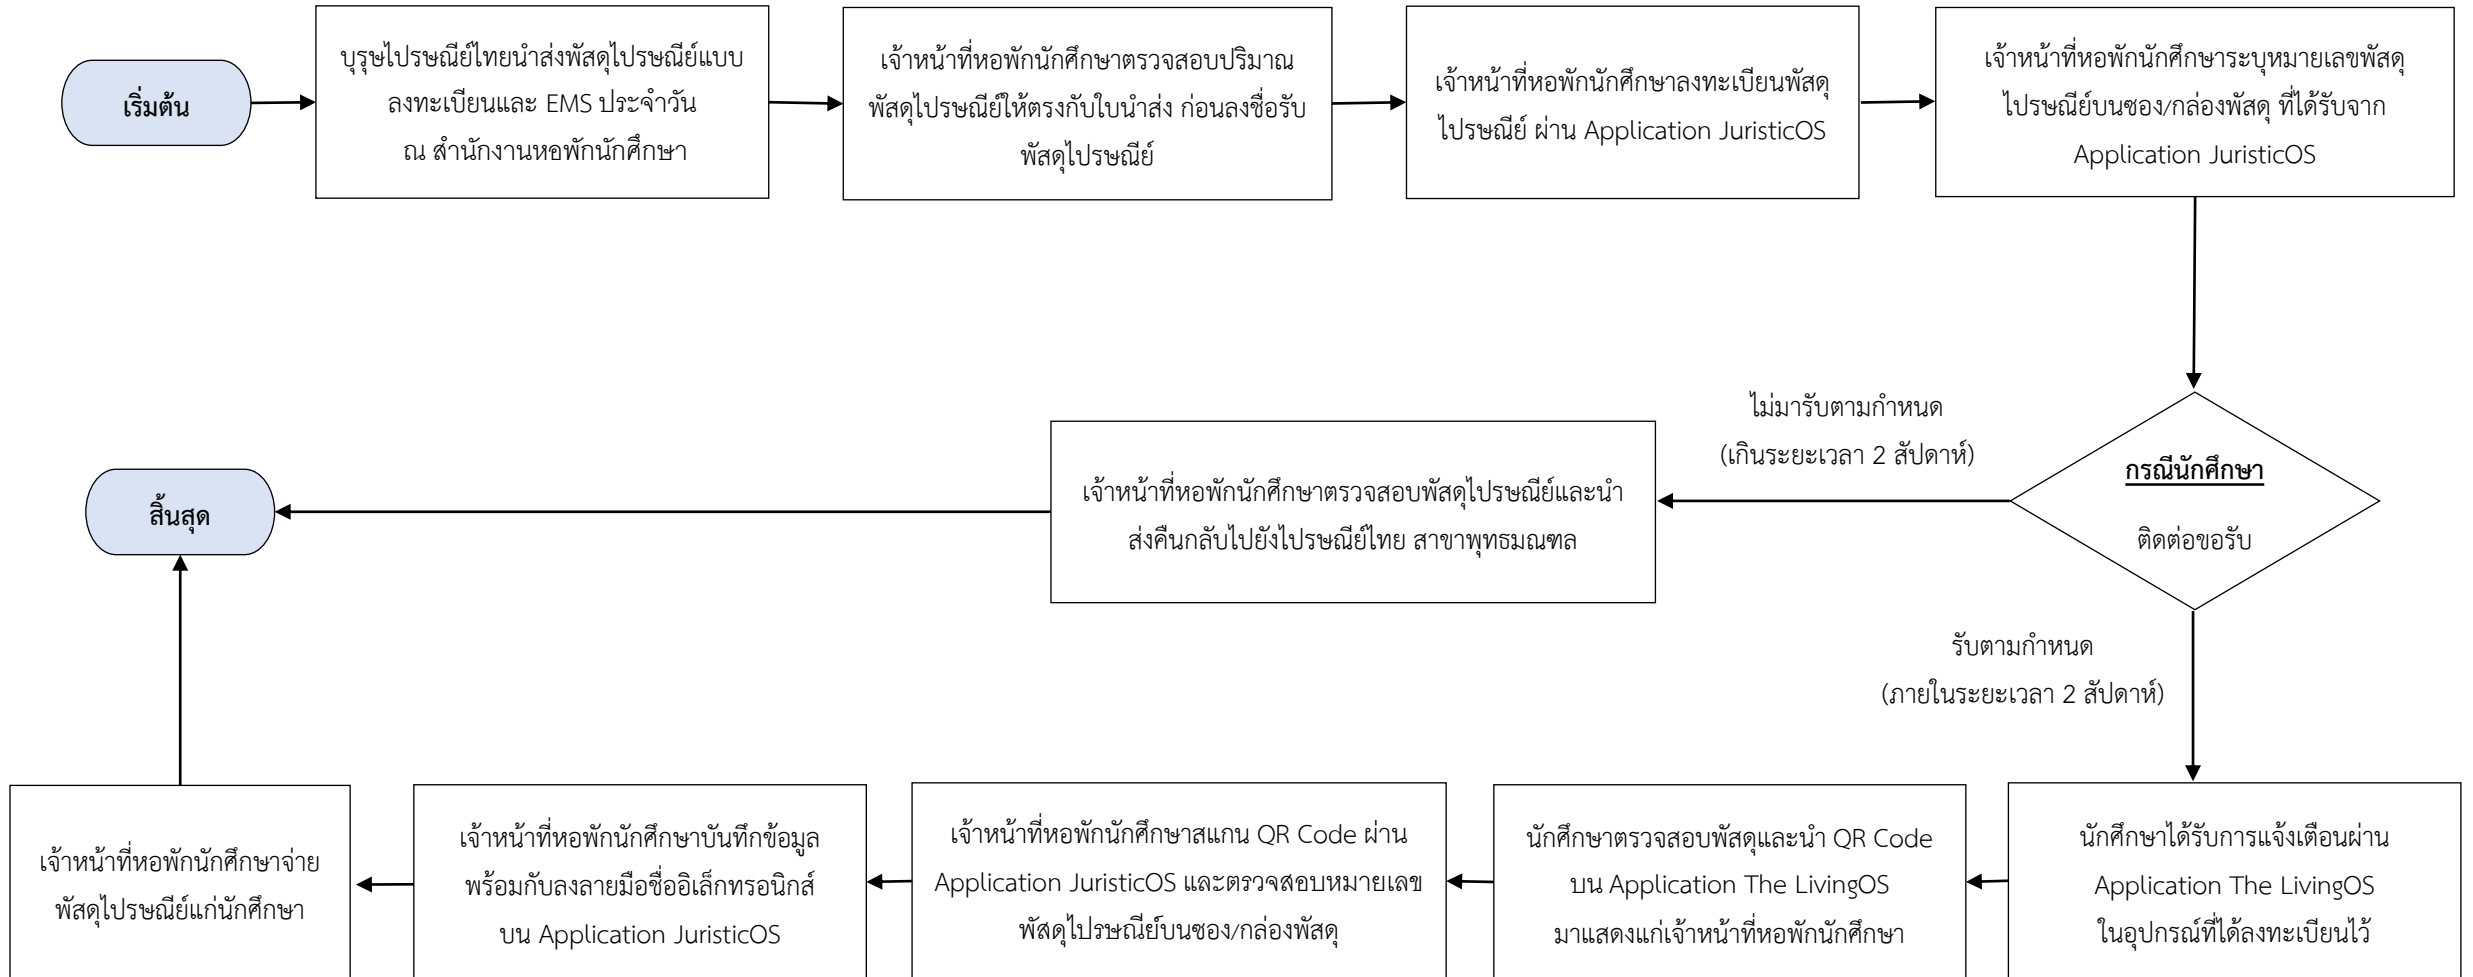 เริ่มต้น
บุรุษไปรษณีย์ไทยนำส่งพัสดุไปรษณีย์แบบ
ลงทะเบียนและ EMS ประจำวัน
ณ สำนักงานหอพักนักศึกษา
เจ้าหน้าที่หอพักนักศึกษาตรวจสอบปริมาณ
พัสดุไปรษณีย์ให้ตรงกับใบนำส่ง ก่อนลงชื่อรับ
พัสดุไปรษณีย์
เจ้าหน้าที่หอพักนักศึกษาลงทะเบียนพัสดุ
ไปรษณีย์ ผ่าน Application JuristicOS
เจ้าหน้าที่หอพักนักศึกษาระบุหมายเลขพัสดุ
ไปรษณีย์บนซอง/กล่องพัสดุ ที่ได้รับจาก
Application JuristicOS
กรณีนักศึกษา
ติดต่อขอรับ
ไม่มารับตามกำหนด
(เกินระยะเวลา 2 สัปดาห์)
เจ้าหน้าที่หอพักนักศึกษาตรวจสอบพัสดุไปรษณีย์และนำ
ส่งคืนกลับไปยังไปรษณีย์ไทย สาขาพุทธมณฑล
สิ้นสุด
รับตามกำหนด
(ภายในระยะเวลา 2 สัปดาห์)
นักศึกษาได้รับการแจ้งเตือนผ่าน
Application The LivingOS
ในอุปกรณ์ที่ได้ลงทะเบียนไว้
นักศึกษาตรวจสอบพัสดุและนำ QR Code
บน Application The LivingOS
มาแสดงแก่เจ้าหน้าที่หอพักนักศึกษา
เจ้าหน้าที่หอพักนักศึกษาสแกน QR Code ผ่าน
Application JuristicOS และตรวจสอบหมายเลข
พัสดุไปรษณีย์บนซอง/กล่องพัสดุ
เจ้าหน้าที่หอพักนักศึกษาบันทึกข้อมูล
พร้อมกับลงลายมือชื่ออิเล็กทรอนิกส์
บน Application JuristicOS
เจ้าหน้าที่หอพักนักศึกษาจ่าย
พัสดุไปรษณีย์แก่นักศึกษา